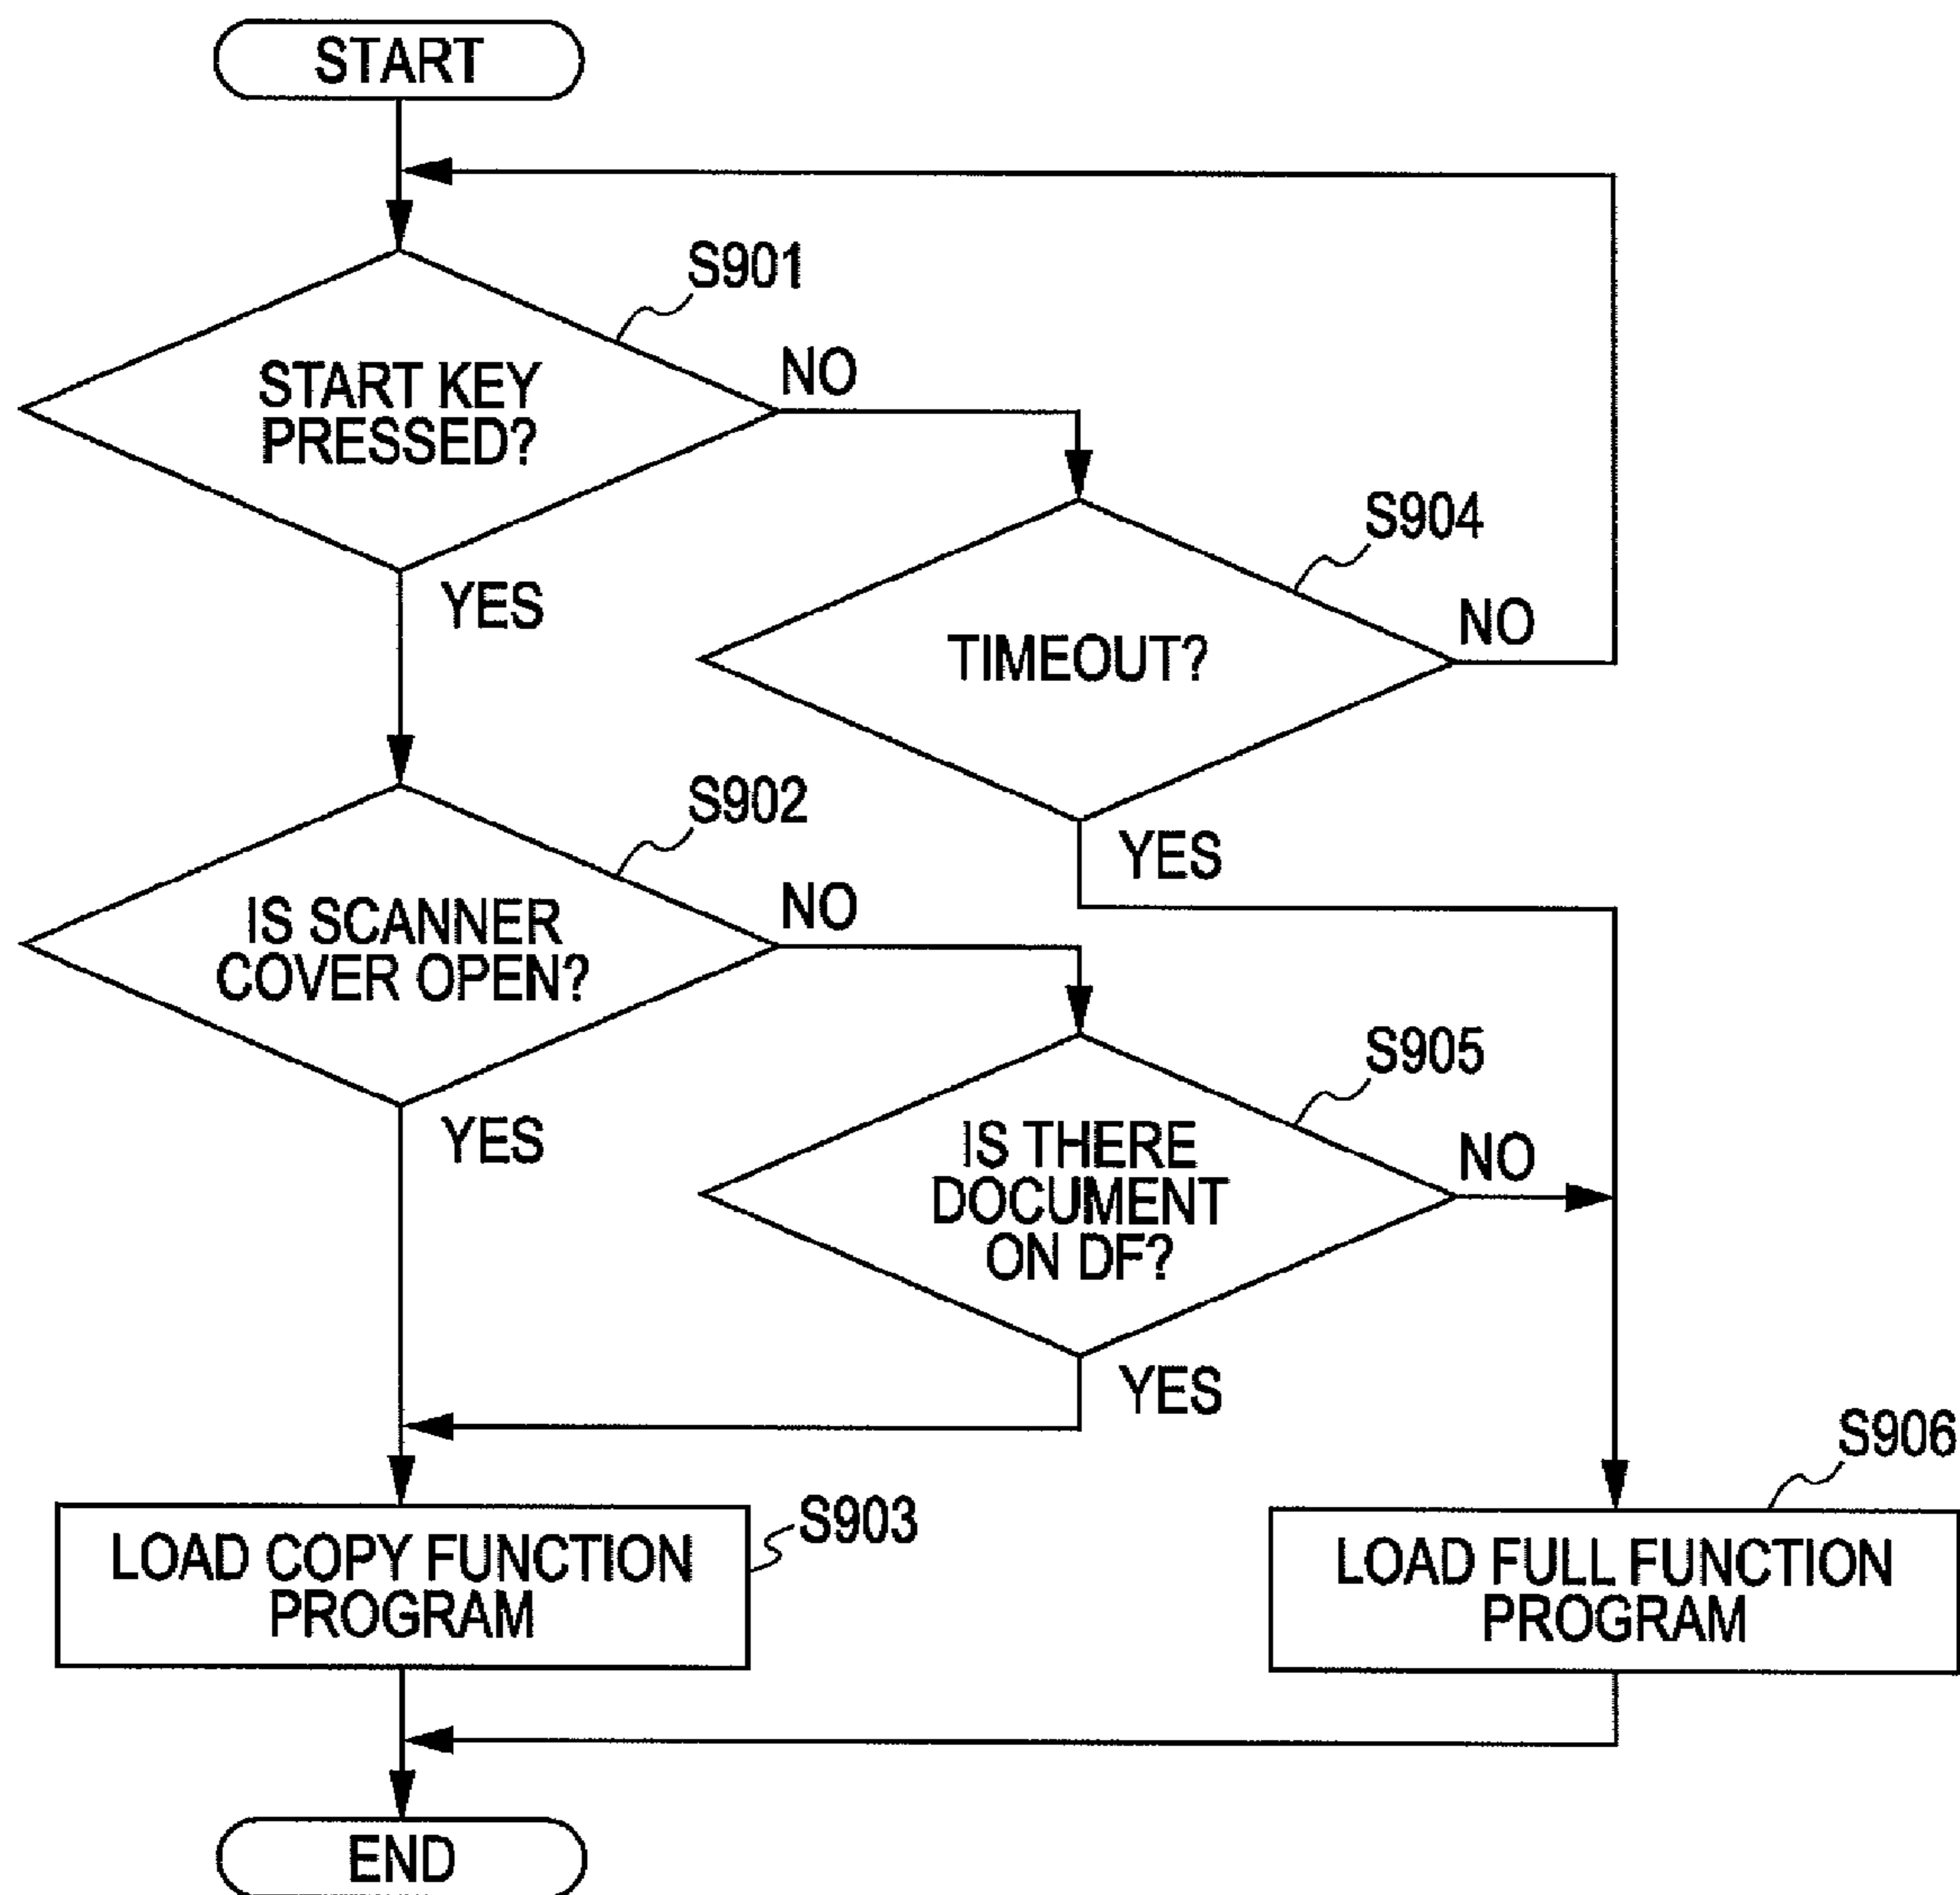 START
S901
START KEY
PRESSED?
NO
YES
S904
TIMEOUT?
NO
YES
S902
IS SCANNER
COVER OPEN?
NO
YES
S905
IS THERE
DOCUMENT
ON DF?
NO
YES
S903
LOAD COPY FUNCTION
PROGRAM
S906
LOAD FULL FUNCTION
PROGRAM
END